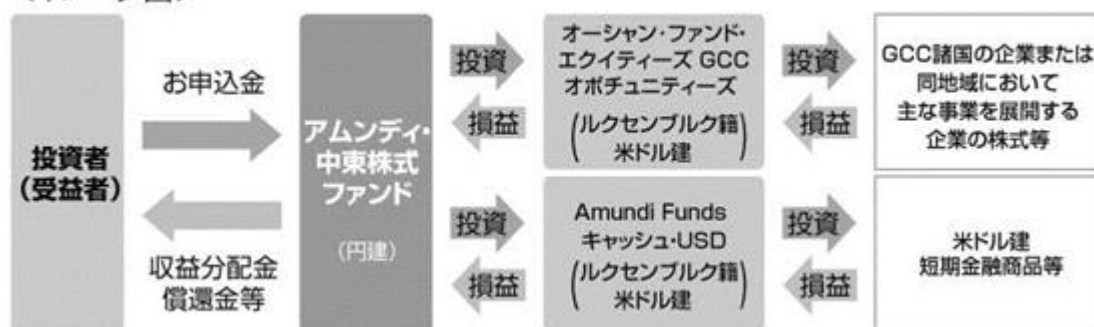 投資者
(受益者)
お申込金
収益分配金
償還金等
アムンディ・
中東株式
ファンド
(円建)
投資
損益
オーシャン・ファンド・
エクイティーズ GCC
オポチュニティーズ
(ルクセンブルク籍
米ドル建)
投資
損益
GCC諸国の企業または
同地域において
主な事業を展開する
企業の株式等
投資
損益
Amundi Funds
キャッシュ・USD
(ルクセンブルク籍
米ドル建)
投資
損益
米ドル建
短期金融商品等